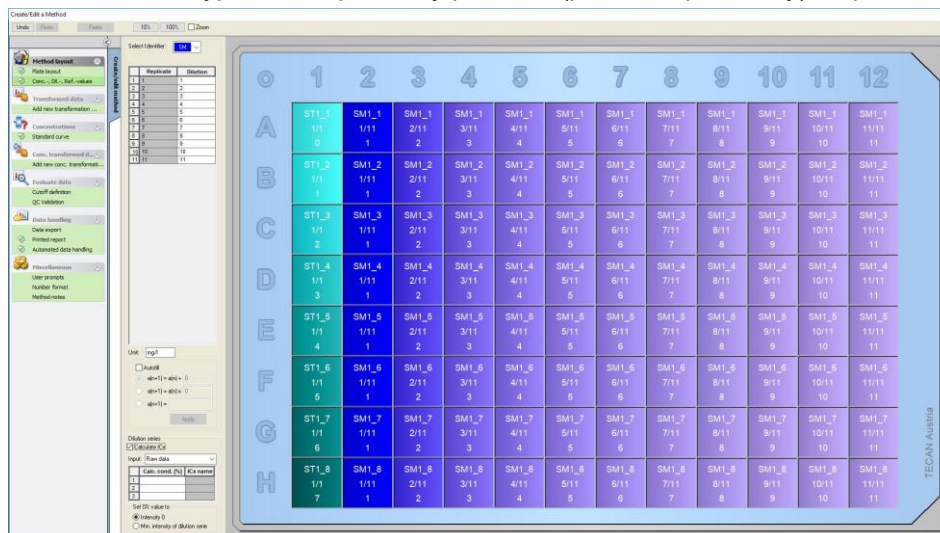 Create/Edit a Method
Undo Redo Paste 10% 100% Zoom
Create/edit method
Method layout
Plate layout
Conc.-, Dil.-, Ref.-values
Transformed data
Add new transformation ...
Concentrations
Standard curve
Conc. transformed d...
Add new conc. transformati...
Evaluate data
Cutoff definition
QC Validation
Data handling
Data export
Printed report
Automated data handling
Miscellaneous
User prompts
Number format
Method notes
Select Identifier: SM
Replicate Dilution
1 1 1
2 2 2
3 3 3
4 4 4
5 5 5
6 6 6
7 7 7
8 8 8
9 9 9
10 10 10
11 11 11
Unit: mg/l
Autofill
a(n+1) = a(n) + 0
a(n+1) = a(n) × 0
a(n+1) =
Apply
Dilution series
Calculate ICx
Input: Raw data
Calc. cond. (%) ICx name
1
2
3
Set 0% value to
Intensity 0
Min. intensity of dilution serie
1 2 3 4 5 6 7 8 9 10 11 12
A
ST1_1 SM1_1 SM1_1 SM1_1 SM1_1 SM1_1 SM1_1 SM1_1 SM1_1 SM1_1 SM1_1 SM1_1
1/1 1/11 2/11 3/11 4/11 5/11 6/11 7/11 8/11 9/11 10/11 11/11
0 1 2 3 4 5 6 7 8 9 10 11
B
ST1_2 SM1_2 SM1_2 SM1_2 SM1_2 SM1_2 SM1_2 SM1_2 SM1_2 SM1_2 SM1_2 SM1_2
1/1 1/11 2/11 3/11 4/11 5/11 6/11 7/11 8/11 9/11 10/11 11/11
1 1 2 3 4 5 6 7 8 9 10 11
C
ST1_3 SM1_3 SM1_3 SM1_3 SM1_3 SM1_3 SM1_3 SM1_3 SM1_3 SM1_3 SM1_3 SM1_3
1/1 1/11 2/11 3/11 4/11 5/11 6/11 7/11 8/11 9/11 10/11 11/11
2 1 2 3 4 5 6 7 8 9 10 11
D
ST1_4 SM1_4 SM1_4 SM1_4 SM1_4 SM1_4 SM1_4 SM1_4 SM1_4 SM1_4 SM1_4 SM1_4
1/1 1/11 2/11 3/11 4/11 5/11 6/11 7/11 8/11 9/11 10/11 11/11
3 1 2 3 4 5 6 7 8 9 10 11
E
ST1_5 SM1_5 SM1_5 SM1_5 SM1_5 SM1_5 SM1_5 SM1_5 SM1_5 SM1_5 SM1_5 SM1_5
1/1 1/11 2/11 3/11 4/11 5/11 6/11 7/11 8/11 9/11 10/11 11/11
4 1 2 3 4 5 6 7 8 9 10 11
F
ST1_6 SM1_6 SM1_6 SM1_6 SM1_6 SM1_6 SM1_6 SM1_6 SM1_6 SM1_6 SM1_6 SM1_6
1/1 1/11 2/11 3/11 4/11 5/11 6/11 7/11 8/11 9/11 10/11 11/11
5 1 2 3 4 5 6 7 8 9 10 11
G
ST1_7 SM1_7 SM1_7 SM1_7 SM1_7 SM1_7 SM1_7 SM1_7 SM1_7 SM1_7 SM1_7 SM1_7
1/1 1/11 2/11 3/11 4/11 5/11 6/11 7/11 8/11 9/11 10/11 11/11
6 1 2 3 4 5 6 7 8 9 10 11
H
ST1_8 SM1_8 SM1_8 SM1_8 SM1_8 SM1_8 SM1_8 SM1_8 SM1_8 SM1_8 SM1_8 SM1_8
1/1 1/11 2/11 3/11 4/11 5/11 6/11 7/11 8/11 9/11 10/11 11/11
7 1 2 3 4 5 6 7 8 9 10 11
TECAN Austria